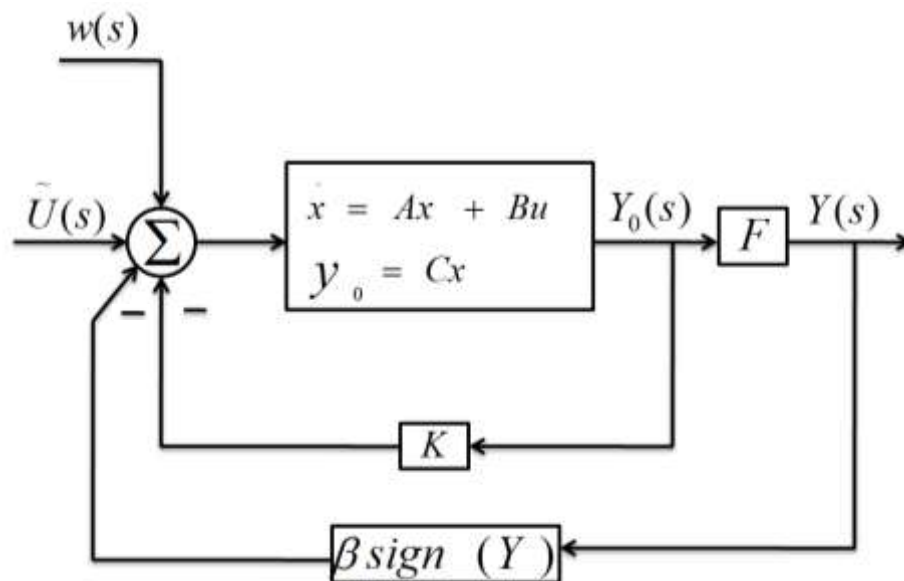 w(s)
Ũ(s)
Σ
ẋ = Ax + Bu
y₀ = Cx
Y₀(s)
F
Y(s)
− −
K
β sign (Y)